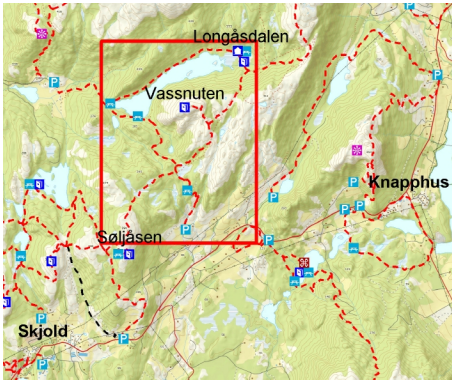 Longåsdalen
Vassnuten
Knapphus
Søljåsen
Skjold